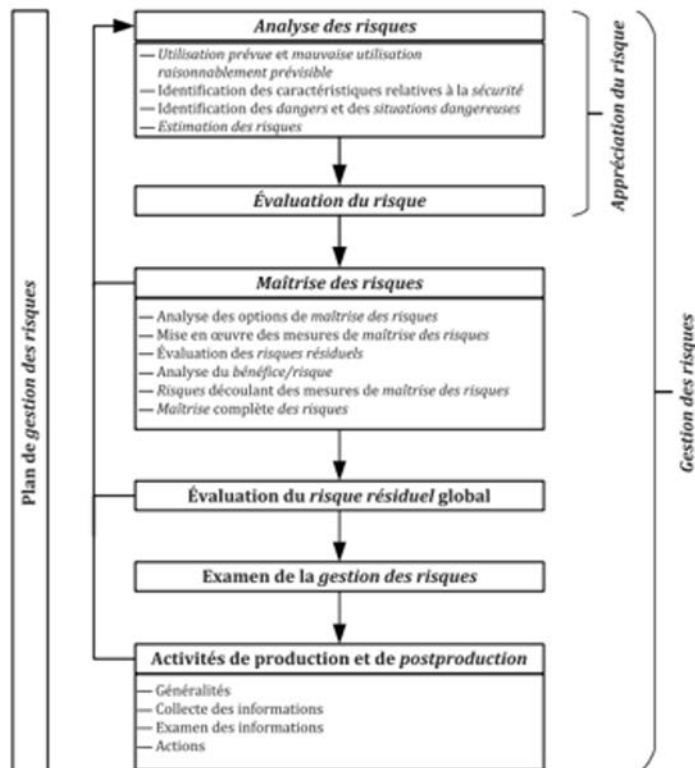 Plan de gestion des risques
Analyse des risques
— Utilisation prévue et mauvaise utilisation
raisonnablement prévisible
— Identification des caractéristiques relatives à la sécurité
— Identification des dangers et des situations dangereuses
— Estimation des risques
Évaluation du risque
Maîtrise des risques
— Analyse des options de maîtrise des risques
— Mise en œuvre des mesures de maîtrise des risques
— Évaluation des risques résiduels
— Analyse du bénéfice/risque
— Risques découlant des mesures de maîtrise des risques
— Maîtrise complète des risques
Évaluation du risque résiduel global
Examen de la gestion des risques
Activités de production et de postproduction
— Généralités
— Collecte des informations
— Examen des informations
— Actions
Appréciation du risque
Gestion des risques